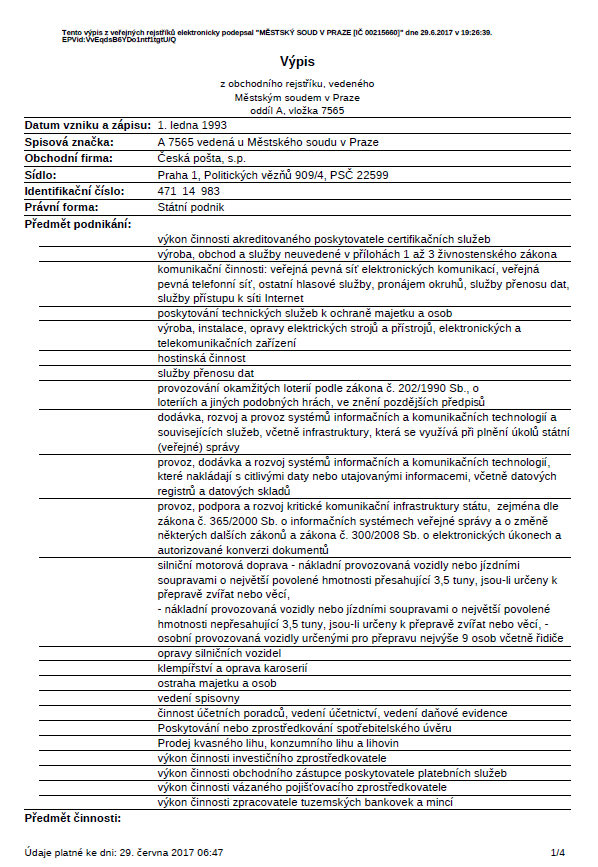 Tento výpis z veřejných rejstříků elektronicky podepsal "MĚSTSKÝ SOUD V PRAZE [IČ 00215660]" dne 29.6.2017 v 19:26:39.
EPVid:VvEqdsB6YDo1ntf1tgtU/Q
Výpis
z obchodního rejstříku, vedeného
Městským soudem v Praze
oddíl A, vložka 7565
Datum vzniku a zápisu: 1. ledna 1993
Spisová značka: A 7565 vedená u Městského soudu v Praze
Obchodní firma: Česká pošta, s.p.
Sídlo: Praha 1, Politických vězňů 909/4, PSČ 22599
Identifikační číslo: 471 14 983
Právní forma: Státní podnik
Předmět podnikání:
výkon činnosti akreditovaného poskytovatele certifikačních služeb
výroba, obchod a služby neuvedené v přílohách 1 až 3 živnostenského zákona
komunikační činnosti: veřejná pevná síť elektronických komunikací, veřejná
pevná telefonní síť, ostatní hlasové služby, pronájem okruhů, služby přenosu dat,
služby přístupu k síti Internet
poskytování technických služeb k ochraně majetku a osob
výroba, instalace, opravy elektrických strojů a přístrojů, elektronických a
telekomunikačních zařízení
hostinská činnost
služby přenosu dat
provozování okamžitých loterií podle zákona č. 202/1990 Sb., o
loteriích a jiných podobných hrách, ve znění pozdějších předpisů
dodávka, rozvoj a provoz systémů informačních a komunikačních technologií a
souvisejících služeb, včetně infrastruktury, která se využívá při plnění úkolů státní
(veřejné) správy
provoz, dodávka a rozvoj systémů informačních a komunikačních technologií,
které nakládají s citlivými daty nebo utajovanými informacemi, včetně datových
registrů a datových skladů
provoz, podpora a rozvoj kritické komunikační infrastruktury státu, zejména dle
zákona č. 365/2000 Sb. o informačních systémech veřejné správy a o změně
některých dalších zákonů a zákona č. 300/2008 Sb. o elektronických úkonech a
autorizované konverzi dokumentů
silniční motorová doprava - nákladní provozovaná vozidly nebo jízdními
soupravami o největší povolené hmotnosti přesahující 3,5 tuny, jsou-li určeny k
přepravě zvířat nebo věcí,
- nákladní provozovaná vozidly nebo jízdními soupravami o největší povolené
hmotnosti nepřesahující 3,5 tuny, jsou-li určeny k přepravě zvířat nebo věcí, -
osobní provozovaná vozidly určenými pro přepravu nejvýše 9 osob včetně řidiče
opravy silničních vozidel
klempířství a oprava karoserií
ostraha majetku a osob
vedení spisovny
činnost účetních poradců, vedení účetnictví, vedení daňové evidence
Poskytování nebo zprostředkování spotřebitelského úvěru
Prodej kvasného lihu, konzumního lihu a lihovin
výkon činnosti investičního zprostředkovatele
výkon činnosti obchodního zástupce poskytovatele platebních služeb
výkon činnosti vázaného pojišťovacího zprostředkovatele
výkon činnosti zpracovatele tuzemských bankovek a mincí
Předmět činnosti:
Údaje platné ke dni: 29. června 2017 06:47
1/4